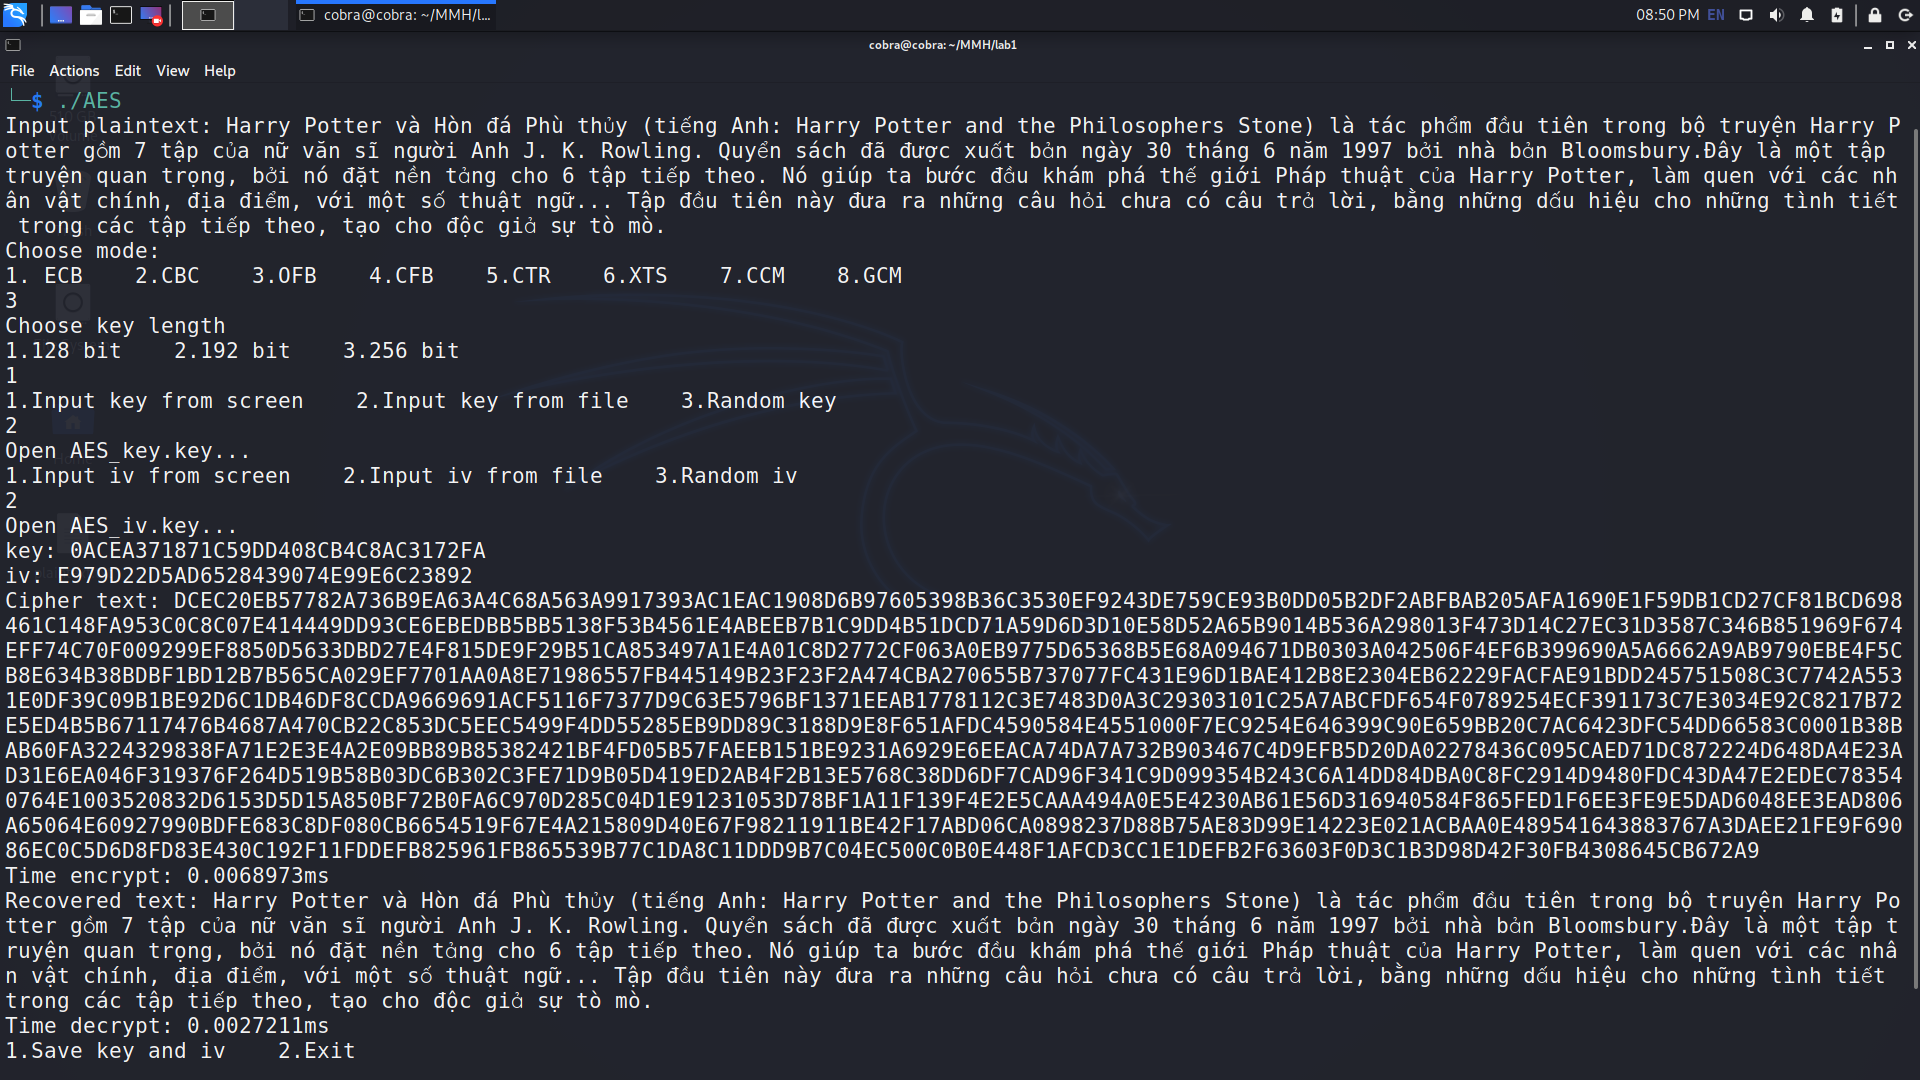 cobra@cobra: ~/MMH/l...
08:50 PM EN
cobra@cobra: ~/MMH/lab1
File Actions Edit View Help
└─$ ./AES
Input plaintext: Harry Potter và Hòn đá Phù thủy (tiếng Anh: Harry Potter and the Philosophers Stone) là tác phẩm đầu tiên trong bộ truyện Harry P
otter gồm 7 tập của nữ văn sĩ người Anh J. K. Rowling. Quyển sách đã được xuất bản ngày 30 tháng 6 năm 1997 bởi nhà bản Bloomsbury.Đây là một tập
truyện quan trọng, bởi nó đặt nền tảng cho 6 tập tiếp theo. Nó giúp ta bước đầu khám phá thế giới Pháp thuật của Harry Potter, làm quen với các nh
ân vật chính, địa điểm, với một số thuật ngữ... Tập đầu tiên này đưa ra những câu hỏi chưa có câu trả lời, bằng những dấu hiệu cho những tình tiết
trong các tập tiếp theo, tạo cho độc giả sự tò mò.
Choose mode:
1. ECB    2.CBC    3.OFB    4.CFB    5.CTR    6.XTS    7.CCM    8.GCM
3
Choose key length
1.128 bit    2.192 bit    3.256 bit
1
1.Input key from screen    2.Input key from file    3.Random key
2
Open AES_key.key...
1.Input iv from screen    2.Input iv from file    3.Random iv
2
Open AES_iv.key...
key: 0ACEA371871C59DD408CB4C8AC3172FA
iv: E979D22D5AD6528439074E99E6C23892
Cipher text: DCEC20EB57782A736B9EA63A4C68A563A9917393AC1EAC1908D6B97605398B36C3530EF9243DE759CE93B0DD05B2DF2ABFBAB205AFA1690E1F59DB1CD27CF81BCD698
461C148FA953C0C8C07E414449DD93CE6EBEDBB5BB5138F53B4561E4ABEEB7B1C9DD4B51DCD71A59D6D3D10E58D52A65B9014B536A298013F473D14C27EC31D3587C346B851969F674
EFF74C70F009299EF8850D5633DBD27E4F815DE9F29B51CA853497A1E4A01C8D2772CF063A0EB9775D65368B5E68A094671DB0303A042506F4EF6B399690A5A6662A9AB9790EBE4F5C
B8E634B38BDBF1BD12B7B565CA029EF7701AA0A8E71986557FB445149B23F23F2A474CBA270655B737077FC431E96D1BAE412B8E2304EB62229FACFAE91BDD245751508C3C7742A553
1E0DF39C09B1BE92D6C1DB46DF8CCDA9669691ACF5116F7377D9C63E5796BF1371EEAB1778112C3E7483D0A3C29303101C25A7ABCFDF654F0789254ECF391173C7E3034E92C8217B72
E5ED4B5B67117476B4687A470CB22C853DC5EEC5499F4DD55285EB9DD89C3188D9E8F651AFDC4590584E4551000F7EC9254E646399C90E659BB20C7AC6423DFC54DD66583C0001B38B
AB60FA3224329838FA71E2E3E4A2E09BB89B85382421BF4FD05B57FAEEB151BE9231A6929E6EEACA74DA7A732B903467C4D9EFB5D20DA02278436C095CAED71DC872224D648DA4E23A
D31E6EA046F319376F264D519B58B03DC6B302C3FE71D9B05D419ED2AB4F2B13E5768C38DD6DF7CAD96F341C9D099354B243C6A14DD84DBA0C8FC2914D9480FDC43DA47E2EDEC78354
0764E1003520832D6153D5D15A850BF72B0FA6C970D285C04D1E91231053D78BF1A11F139F4E2E5CAAA494A0E5E4230AB61E56D316940584F865FED1F6EE3FE9E5DAD6048EE3EAD806
A65064E60927990BDFE683C8DF080CB6654519F67E4A215809D40E67F98211911BE42F17ABD06CA0898237D88B75AE83D99E14223E021ACBAA0E489541643883767A3DAEE21FE9F690
86EC0C5D6D8FD83E430C192F11FDDEFB825961FB865539B77C1DA8C11DDD9B7C04EC500C0B0E448F1AFCD3CC1E1DEFB2F63603F0D3C1B3D98D42F30FB4308645CB672A9
Time encrypt: 0.0068973ms
Recovered text: Harry Potter và Hòn đá Phù thủy (tiếng Anh: Harry Potter and the Philosophers Stone) là tác phẩm đầu tiên trong bộ truyện Harry Po
tter gồm 7 tập của nữ văn sĩ người Anh J. K. Rowling. Quyển sách đã được xuất bản ngày 30 tháng 6 năm 1997 bởi nhà bản Bloomsbury.Đây là một tập t
ruyện quan trọng, bởi nó đặt nền tảng cho 6 tập tiếp theo. Nó giúp ta bước đầu khám phá thế giới Pháp thuật của Harry Potter, làm quen với các nhâ
n vật chính, địa điểm, với một số thuật ngữ... Tập đầu tiên này đưa ra những câu hỏi chưa có câu trả lời, bằng những dấu hiệu cho những tình tiết
trong các tập tiếp theo, tạo cho độc giả sự tò mò.
Time decrypt: 0.0027211ms
1.Save key and iv    2.Exit